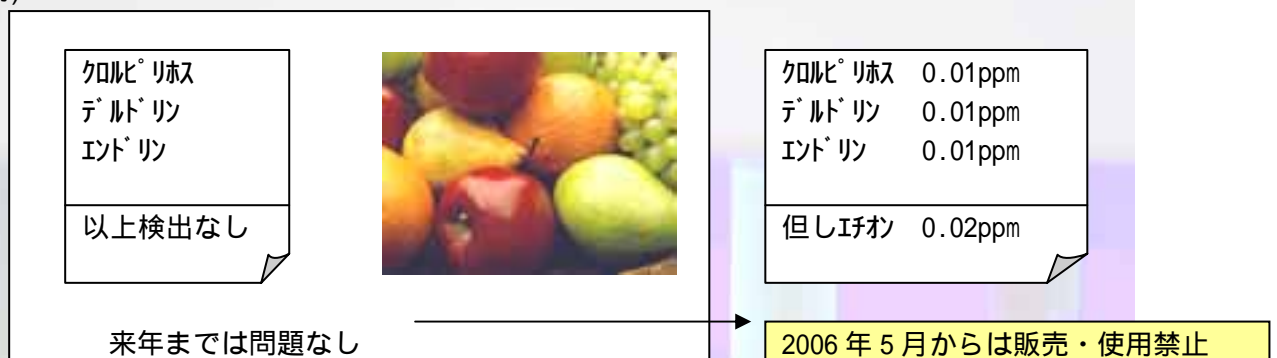 クロルピリホス
デルドリン
エンドリン
以上検出なし
クロルピリホス 0.01ppm
デルドリン 0.01ppm
エンドリン 0.01ppm
但しエチオン 0.02ppm
来年までは問題なし
2006年5月からは販売・使用禁止